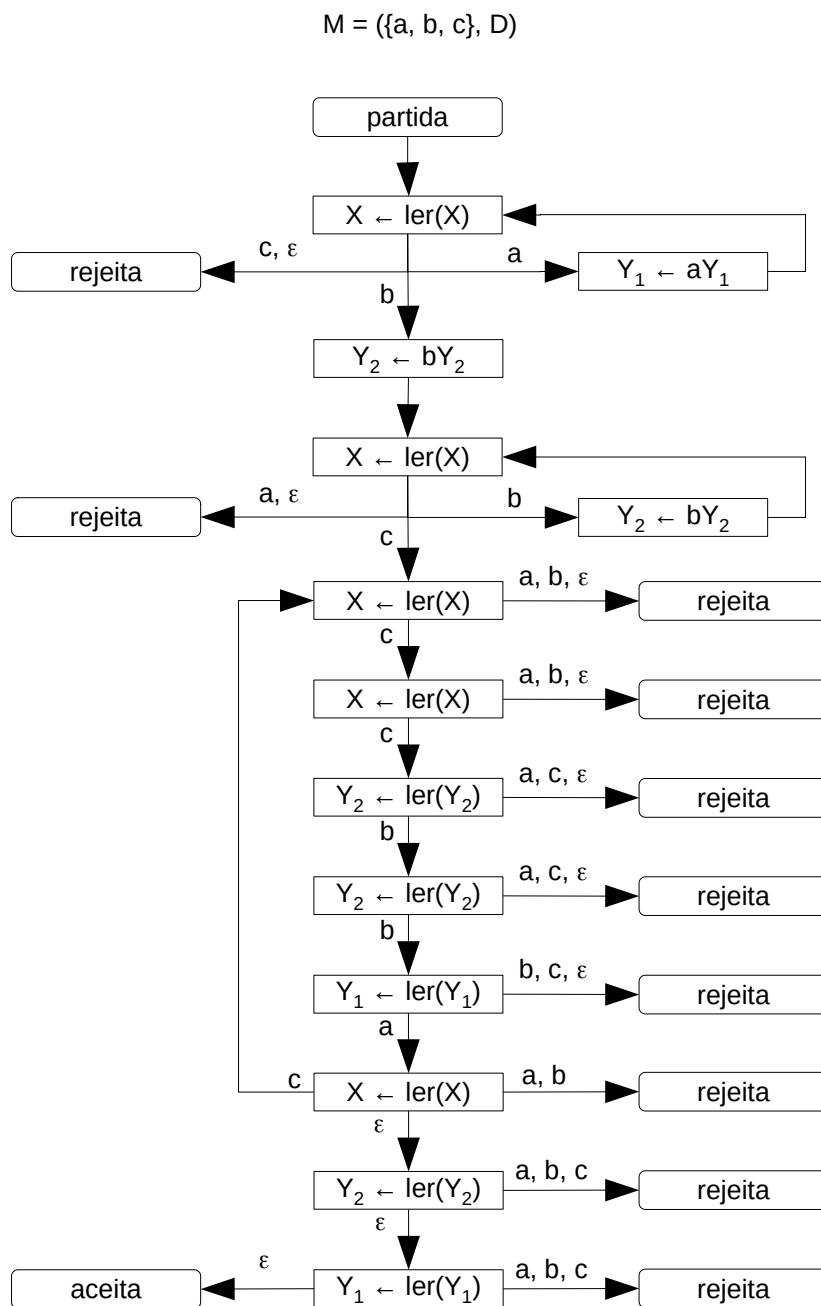 M = ({a, b, c}, D)
partida
X ← ler(X)
c, ε
a
rejeita
Y₁ ← aY₁
b
Y₂ ← bY₂
X ← ler(X)
a, ε
b
rejeita
Y₂ ← bY₂
c
X ← ler(X)
a, b, ε
rejeita
c
X ← ler(X)
a, b, ε
rejeita
c
Y₂ ← ler(Y₂)
a, c, ε
rejeita
b
Y₂ ← ler(Y₂)
a, c, ε
rejeita
b
Y₁ ← ler(Y₁)
b, c, ε
rejeita
a
c
X ← ler(X)
a, b
rejeita
ε
Y₂ ← ler(Y₂)
a, b, c
rejeita
ε
aceita
ε
Y₁ ← ler(Y₁)
a, b, c
rejeita